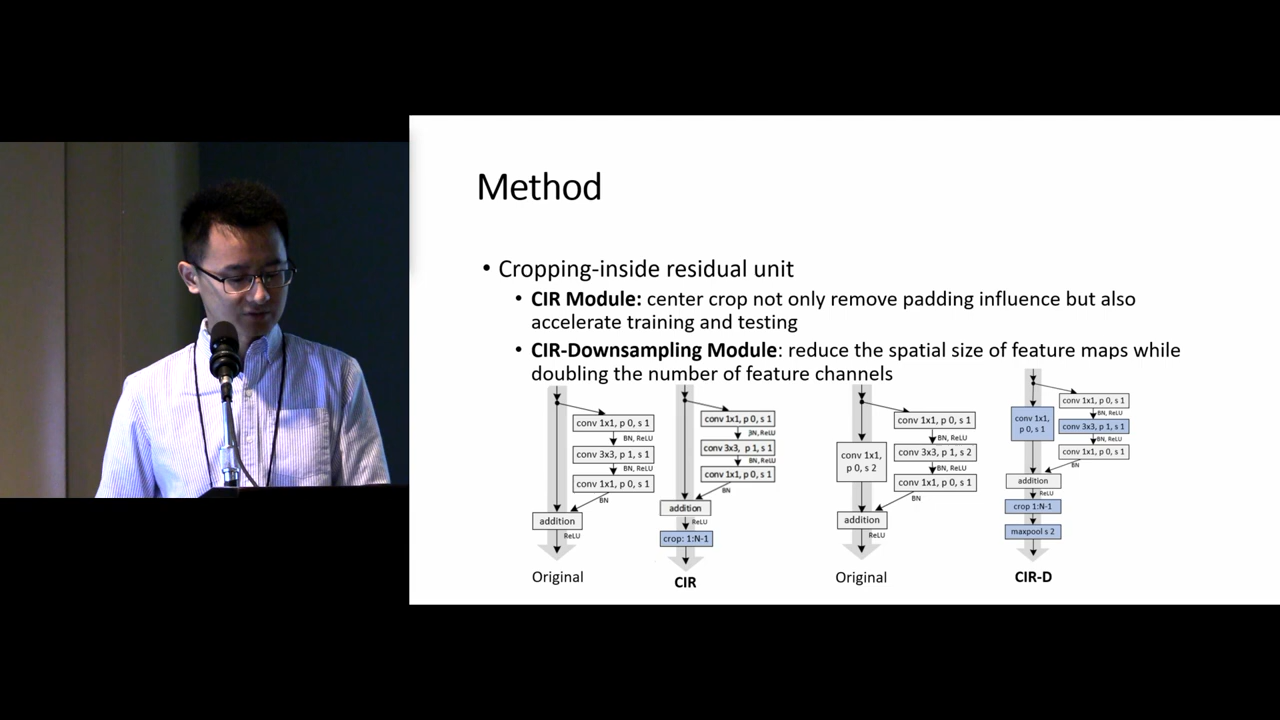 Method
• Cropping-inside residual unit
• CIR Module: center crop not only remove padding influence but also
accelerate training and testing
• CIR-Downsampling Module: reduce the spatial size of feature maps while
doubling the number of feature channels
conv 1x1, p 0, s 1
BN, ReLU
conv 3x3, p 1, s 1
BN, ReLU
conv 1x1, p 0, s 1
BN
addition
ReLU
Original
conv 1x1, p 0, s 1
BN, ReLU
conv 3x3, p 1, s 1
BN, ReLU
conv 1x1, p 0, s 1
BN
addition
ReLU
crop: 1:N-1
CIR
conv 1x1, p 0, s 1
BN, ReLU
conv 1x1,
p 0, s 2
conv 3x3, p 1, s 2
BN, ReLU
conv 1x1, p 0, s 1
BN
addition
ReLU
Original
conv 1x1, p 0, s 1
BN, ReLU
conv 1x1,
p 0, s 1
conv 3x3, p 1, s 1
BN, ReLU
conv 1x1, p 0, s 1
BN
addition
ReLU
crop 1:N-1
maxpool s 2
CIR-D